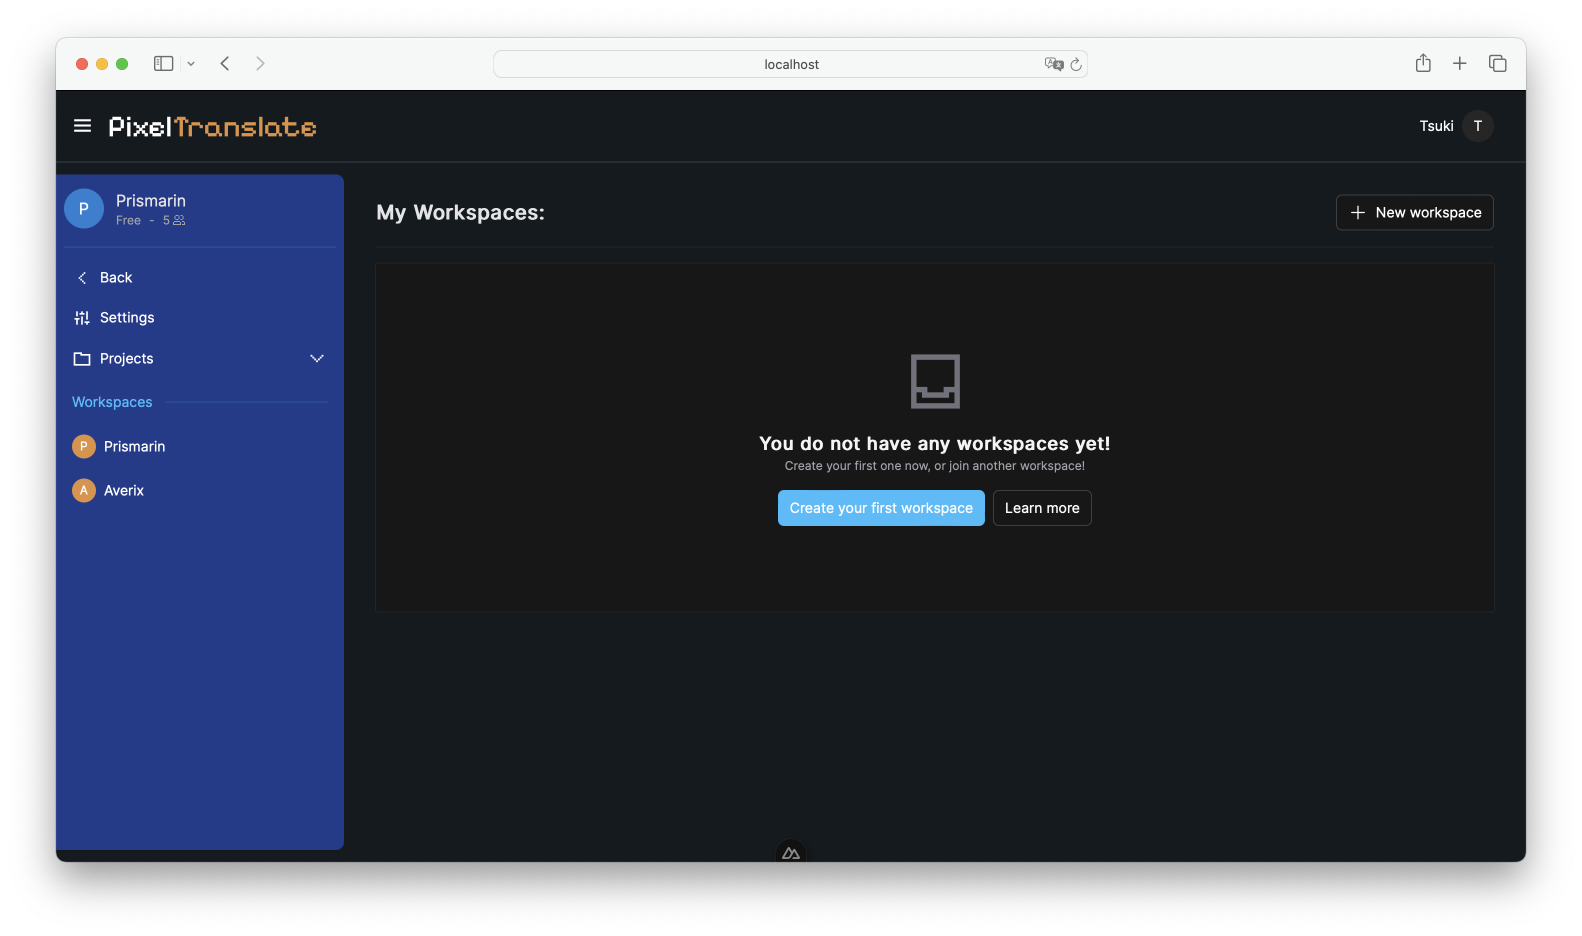 localhost
PixelTranslate
Tsuki T
P Prismarin
Free - 5
Back
Settings
Projects
Workspaces
P Prismarin
A Averix
My Workspaces:
New workspace
You do not have any workspaces yet!
Create your first one now, or join another workspace!
Create your first workspace
Learn more